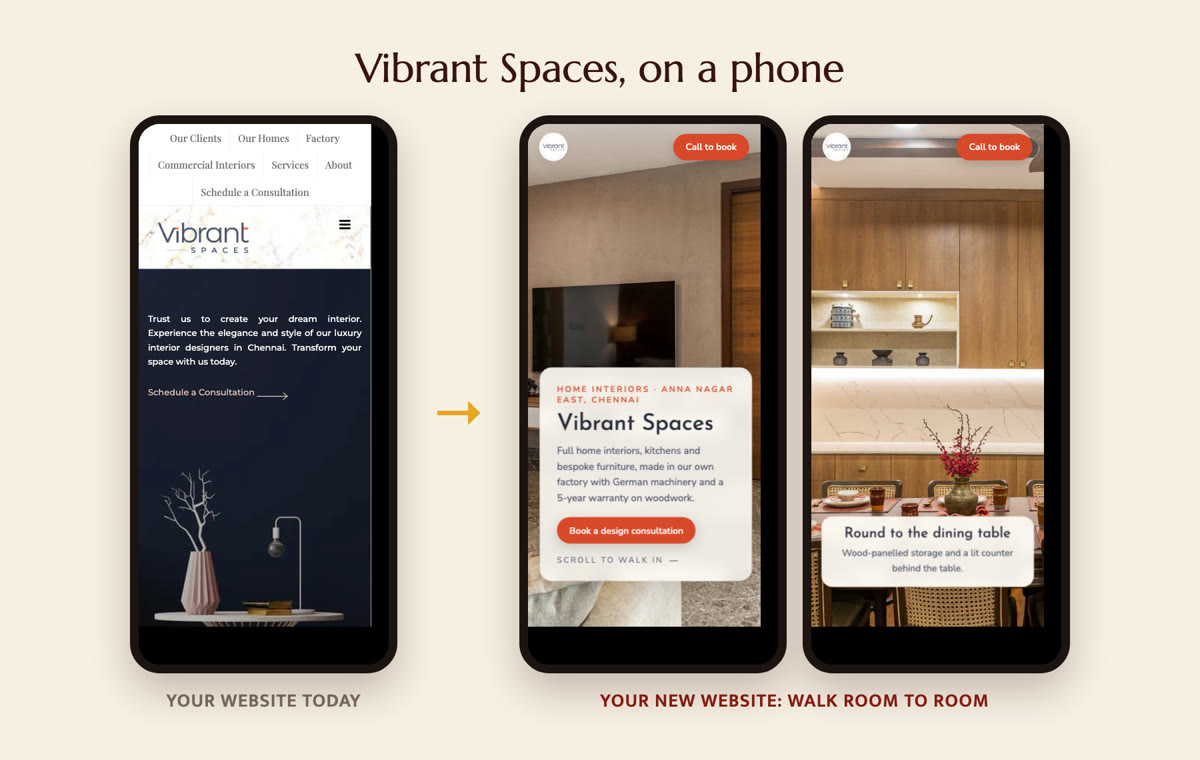 Vibrant Spaces, on a phone
Our Clients Our Homes Factory
Commercial Interiors Services About
Schedule a Consultation
Vibrant
SPACES
Trust us to create your dream interior.
Experience the elegance and style of our luxury
interior designers in Chennai. Transform your
space with us today.
Schedule a Consultation
YOUR WEBSITE TODAY
Vibrant
SPACES
Call to book
HOME INTERIORS · ANNA NAGAR
EAST, CHENNAI
Vibrant Spaces
Full home interiors, kitchens and
bespoke furniture, made in our own
factory with German machinery and a
5-year warranty on woodwork.
Book a design consultation
SCROLL TO WALK IN —
Vibrant
SPACES
Call to book
Round to the dining table
Wood-panelled storage and a lit counter
behind the table.
YOUR NEW WEBSITE: WALK ROOM TO ROOM